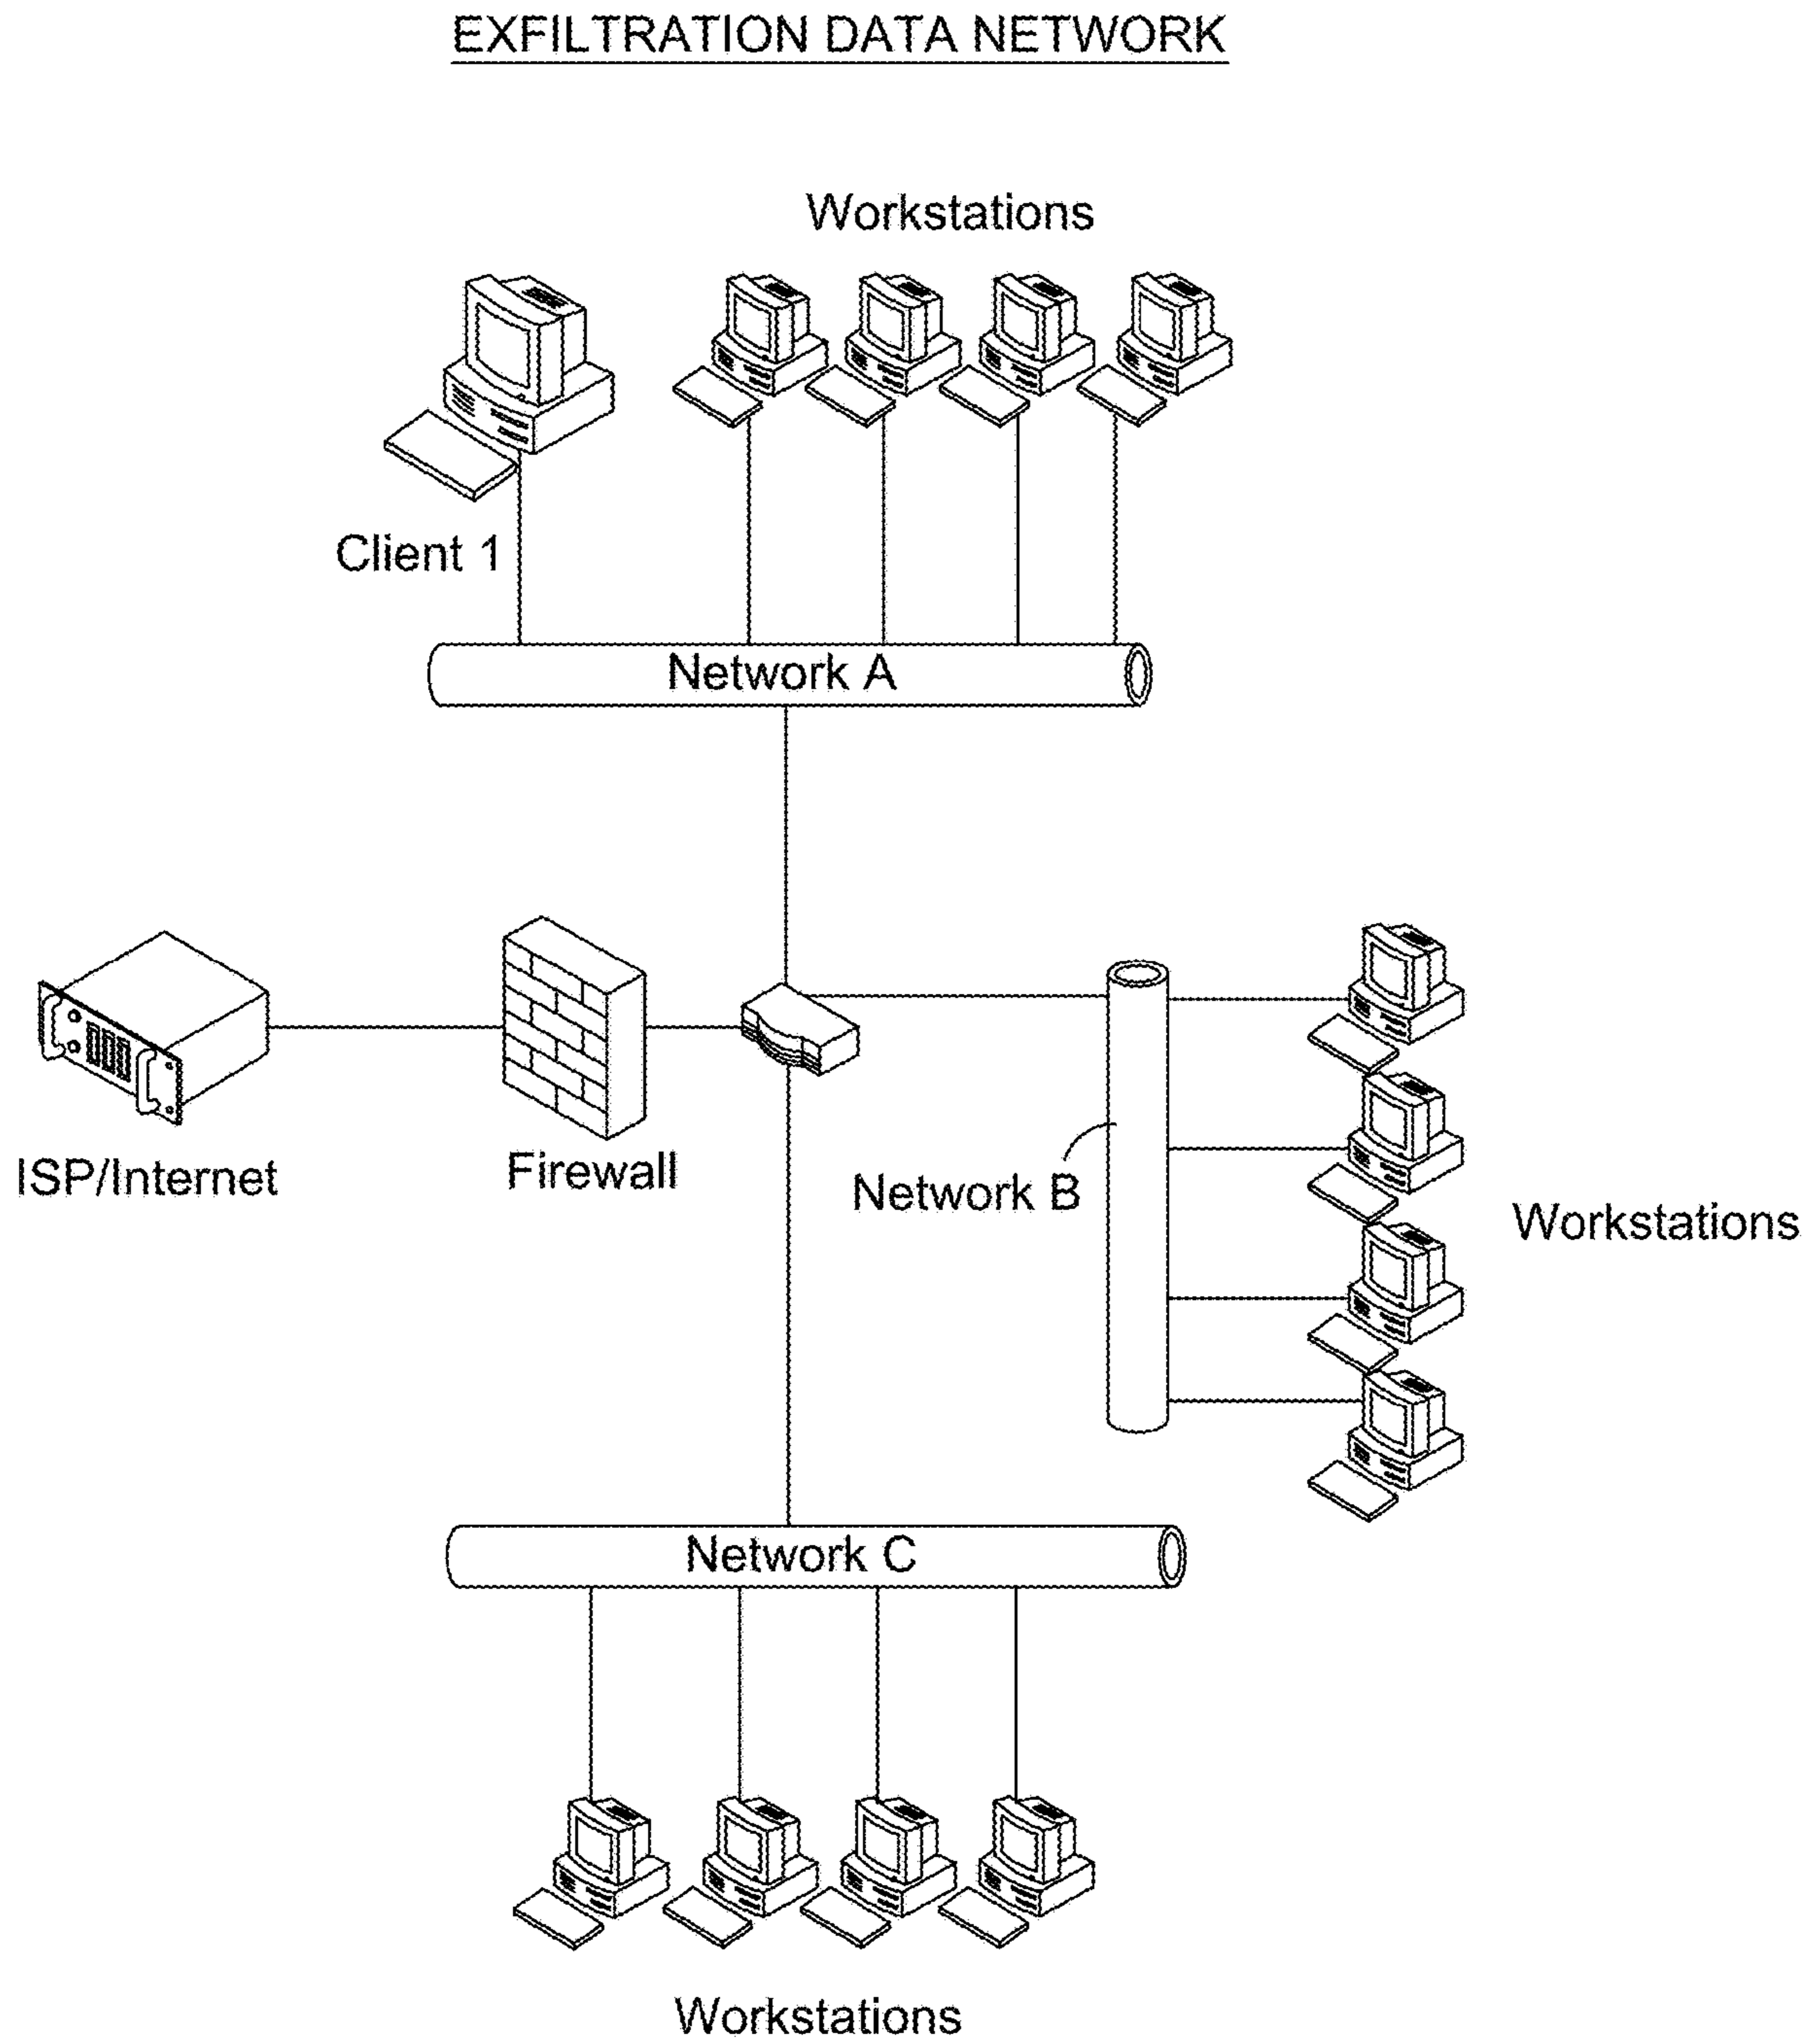 EXFILTRATION DATA NETWORK
Workstations
Client 1
Network A
ISP/Internet
Firewall
Network B
Workstations
Network C
Workstations